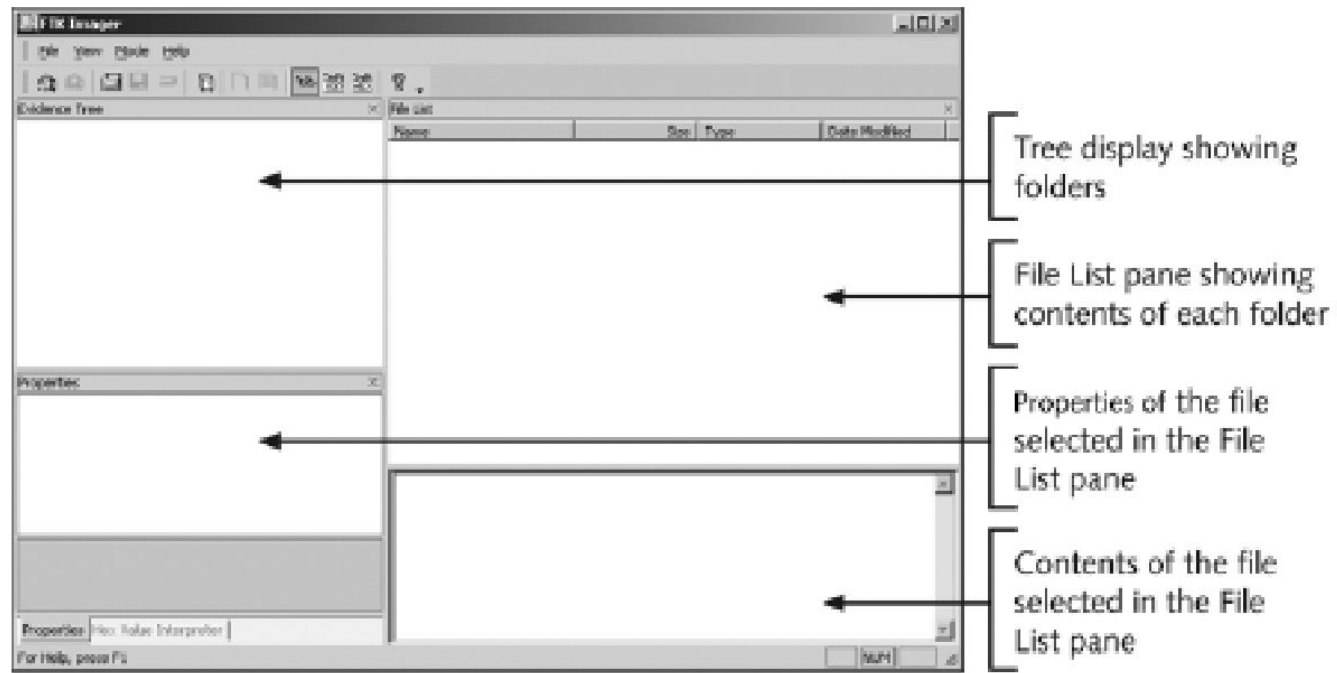 FTK Imager
File View Mode Help
Evidence Tree
File List
Name Size Type Date Modified
Properties
Properties Hex Value Interpreter
For Help, press F1
NUM
Tree display showing
folders
File List pane showing
contents of each folder
Properties of the file
selected in the File
List pane
Contents of the file
selected in the File
List pane